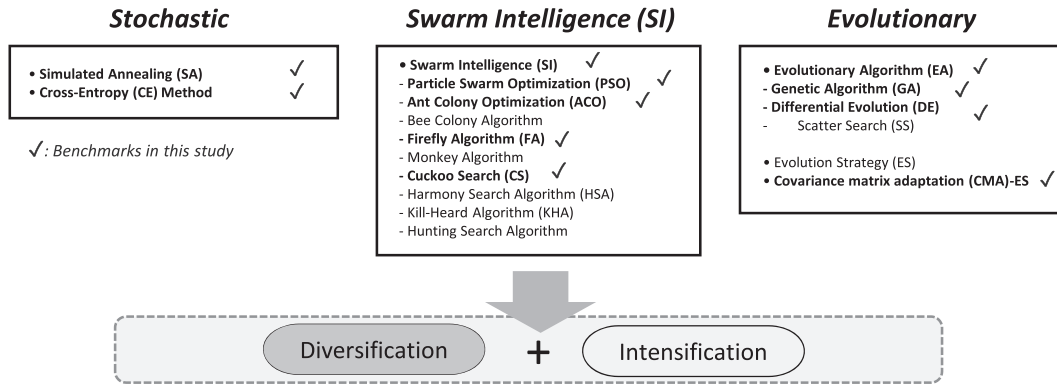 Stochastic
• Simulated Annealing (SA) ✓
• Cross-Entropy (CE) Method ✓
✓: Benchmarks in this study
Swarm Intelligence (SI)
• Swarm Intelligence (SI) ✓
- Particle Swarm Optimization (PSO) ✓
- Ant Colony Optimization (ACO) ✓
- Bee Colony Algorithm
- Firefly Algorithm (FA) ✓
- Monkey Algorithm
- Cuckoo Search (CS) ✓
- Harmony Search Algorithm (HSA)
- Kill-Heard Algorithm (KHA)
- Hunting Search Algorithm
Evolutionary
• Evolutionary Algorithm (EA) ✓
- Genetic Algorithm (GA) ✓
- Differential Evolution (DE) ✓
- Scatter Search (SS)
• Evolution Strategy (ES)
• Covariance matrix adaptation (CMA)-ES ✓
Diversification + Intensification